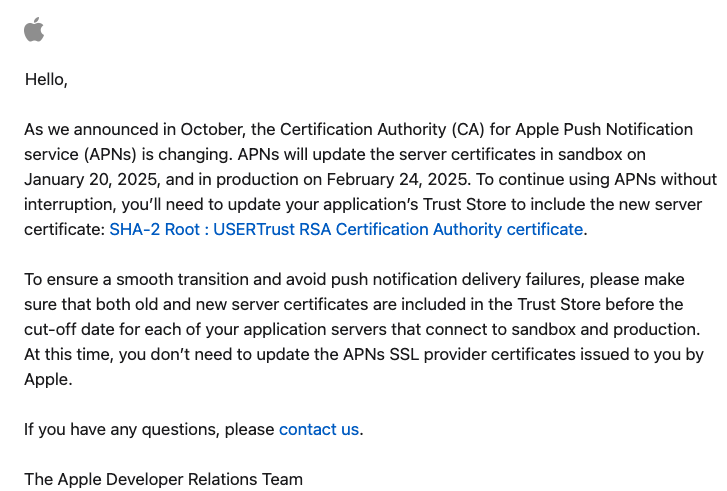 Hello,
As we announced in October, the Certification Authority (CA) for Apple Push Notification
service (APNs) is changing. APNs will update the server certificates in sandbox on
January 20, 2025, and in production on February 24, 2025. To continue using APNs without
interruption, you’ll need to update your application’s Trust Store to include the new server
certificate: SHA-2 Root : USERTrust RSA Certification Authority certificate.
To ensure a smooth transition and avoid push notification delivery failures, please make
sure that both old and new server certificates are included in the Trust Store before the
cut-off date for each of your application servers that connect to sandbox and production.
At this time, you don’t need to update the APNs SSL provider certificates issued to you by
Apple.
If you have any questions, please contact us.
The Apple Developer Relations Team